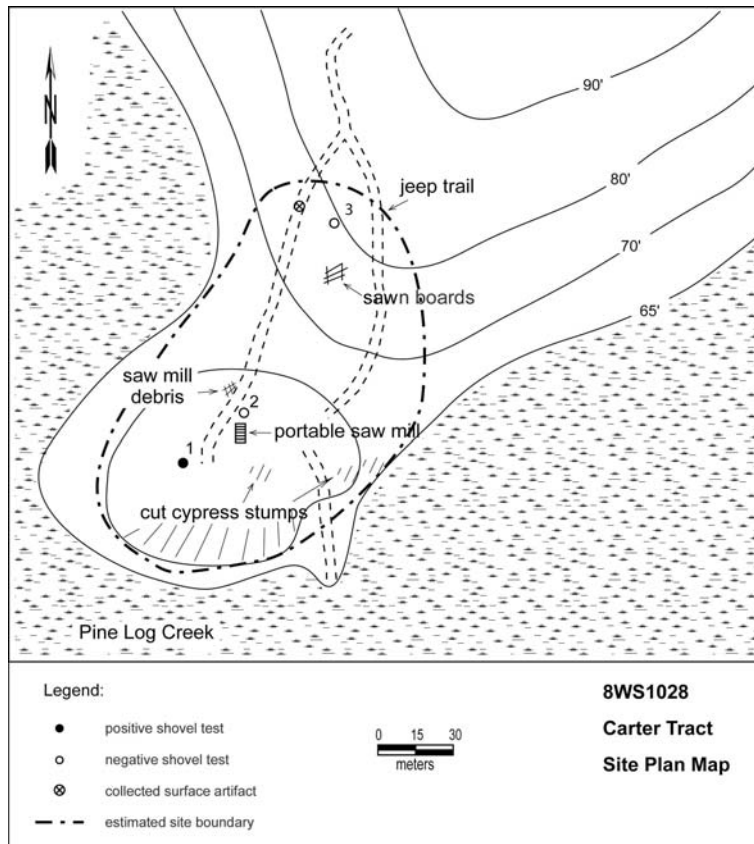 N
90'
80'
70'
65'
jeep trail
3
sawn boards
saw mill
debris
2
portable saw mill
1
cut cypress stumps
Pine Log Creek
Legend:
positive shovel test
negative shovel test
collected surface artifact
estimated site boundary
0 15 30
meters
8WS1028
Carter Tract
Site Plan Map